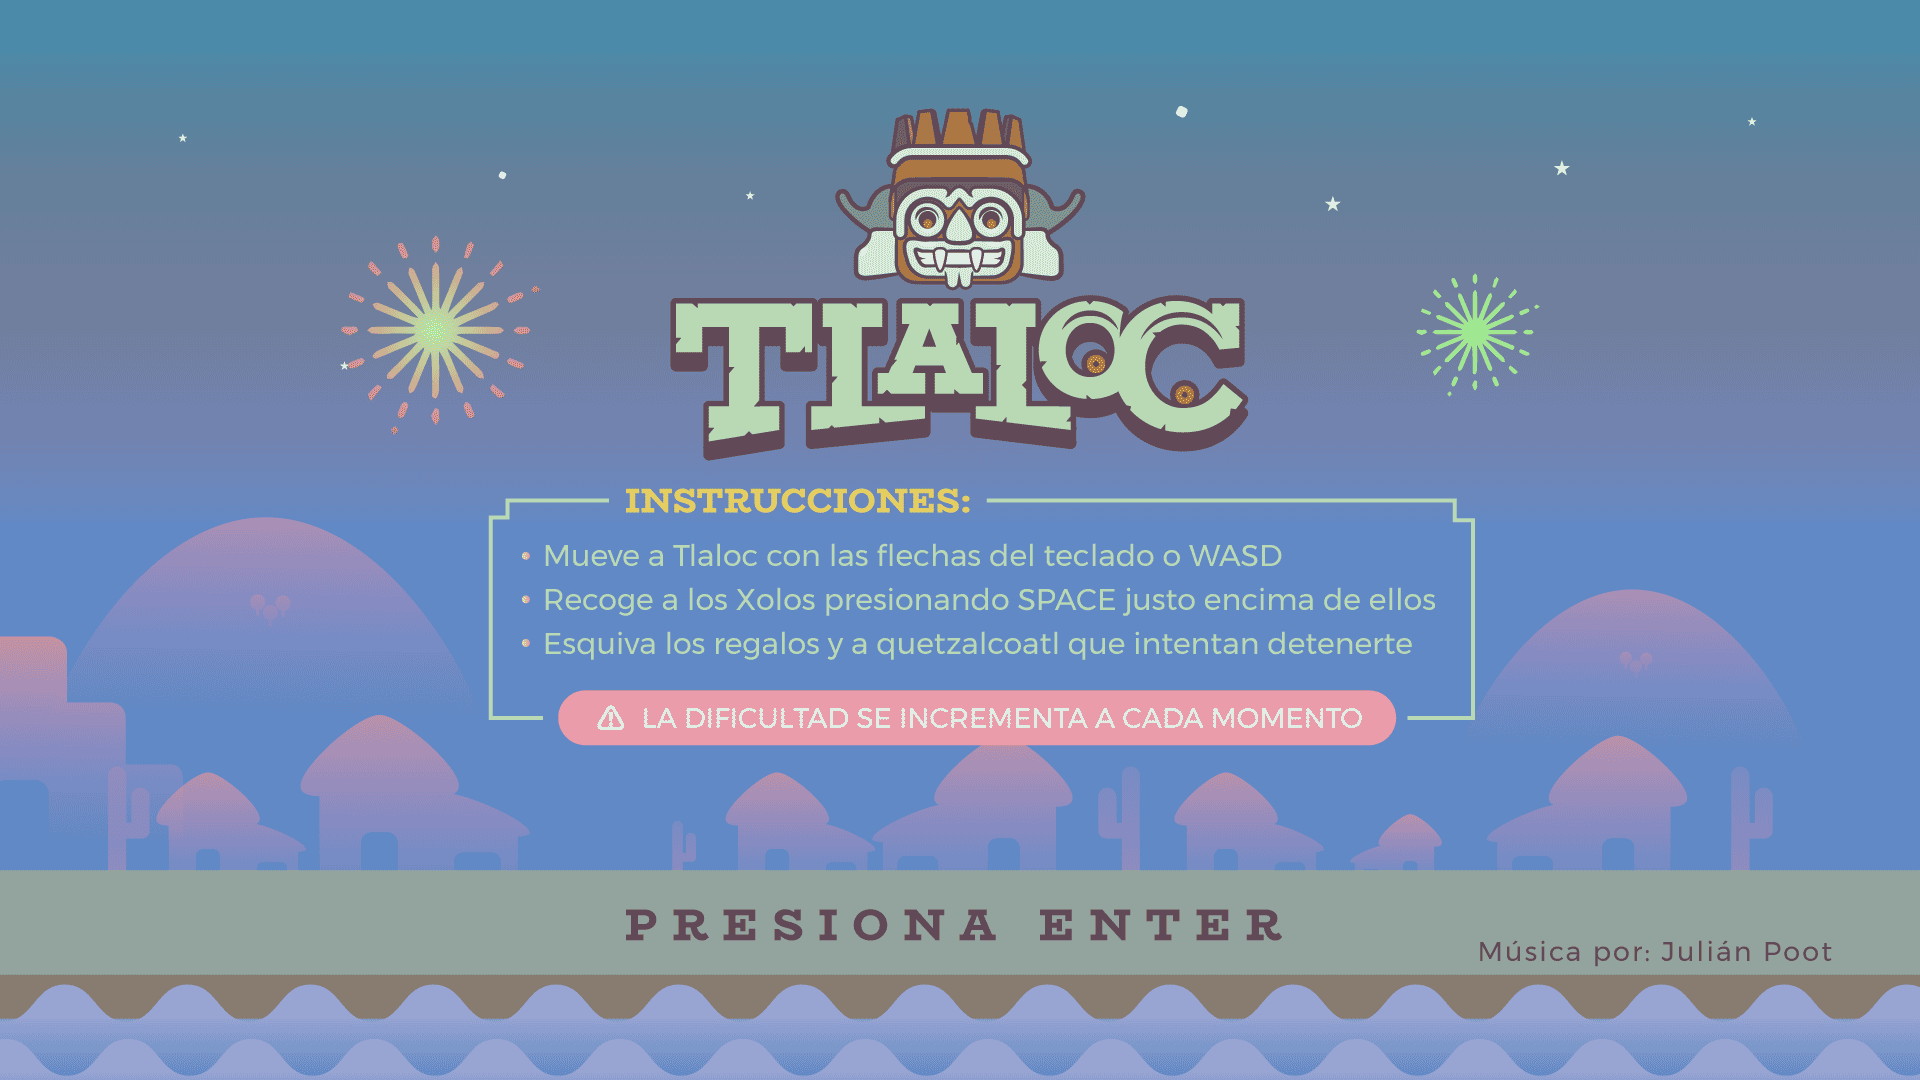 TLALOC
INSTRUCCIONES:
• Mueve a Tlaloc con las flechas del teclado o WASD
• Recoge a los Xolos presionando SPACE justo encima de ellos
• Esquiva los regalos y a quetzalcoatl que intentan detenerte
LA DIFICULTAD SE INCREMENTA A CADA MOMENTO
PRESIONA ENTER
Música por: Julián Poot